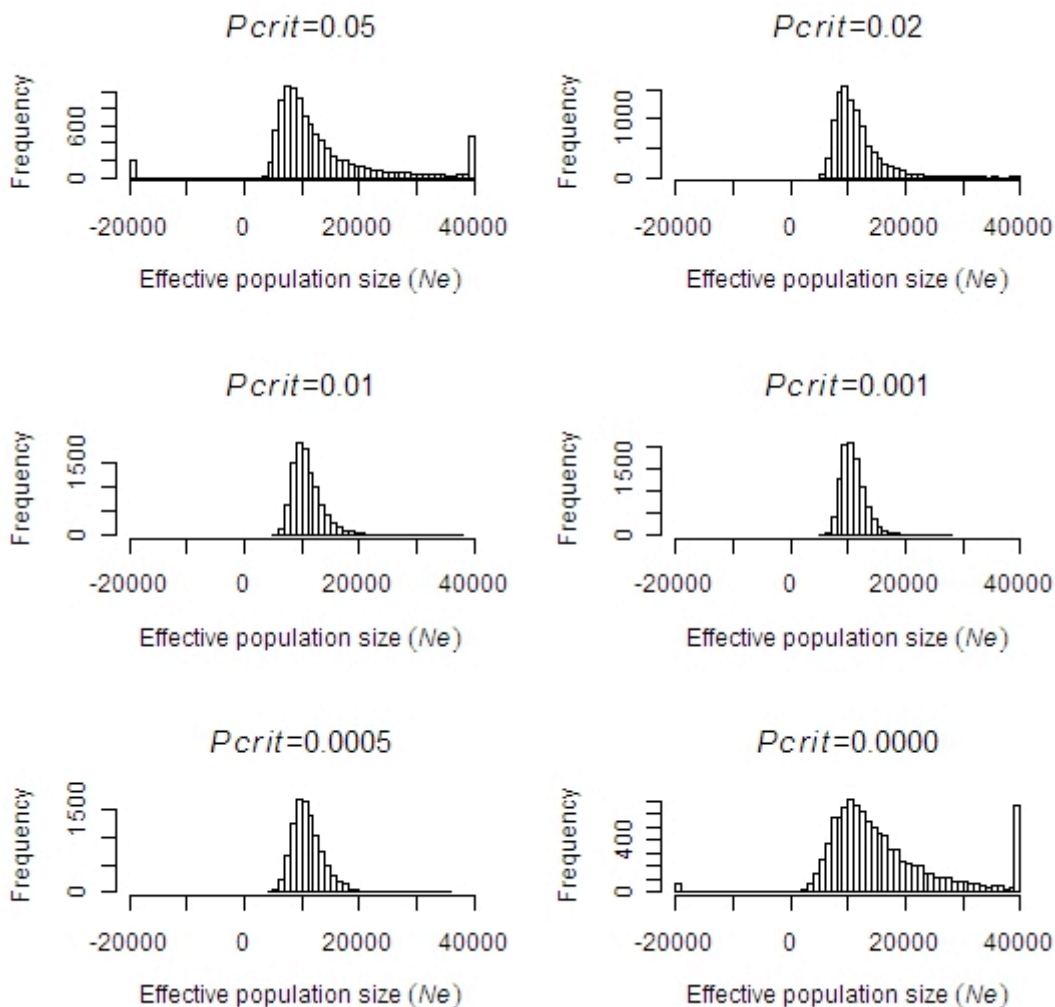 Pcrit=0.05
Frequency
600
0
-20000 0 20000 40000
Effective population size (Ne)
Pcrit=0.02
Frequency
1000
0
-20000 0 20000 40000
Effective population size (Ne)
Pcrit=0.01
Frequency
1500
0
-20000 0 20000 40000
Effective population size (Ne)
Pcrit=0.001
Frequency
1500
0
-20000 0 20000 40000
Effective population size (Ne)
Pcrit=0.0005
Frequency
1500
0
-20000 0 20000 40000
Effective population size (Ne)
Pcrit=0.0000
Frequency
400
0
-20000 0 20000 40000
Effective population size (Ne)